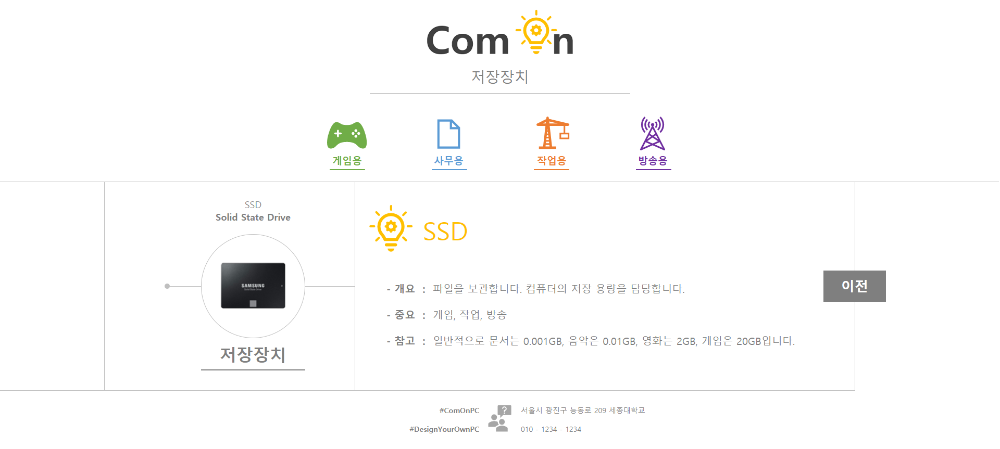 Com n
저장장치
게임용
사무용
작업용
방송용
SSD
Solid State Drive
SAMSUNG
Solid State Drive
저장장치
SSD
- 개요 : 파일을 보관합니다. 컴퓨터의 저장 용량을 담당합니다.
- 중요 : 게임, 작업, 방송
- 참고 : 일반적으로 문서는 0.001GB, 음악은 0.01GB, 영화는 2GB, 게임은 20GB입니다.
이전
#ComOnPC
서울시 광진구 능동로 209 세종대학교
#DesignYourOwnPC
010 - 1234 - 1234